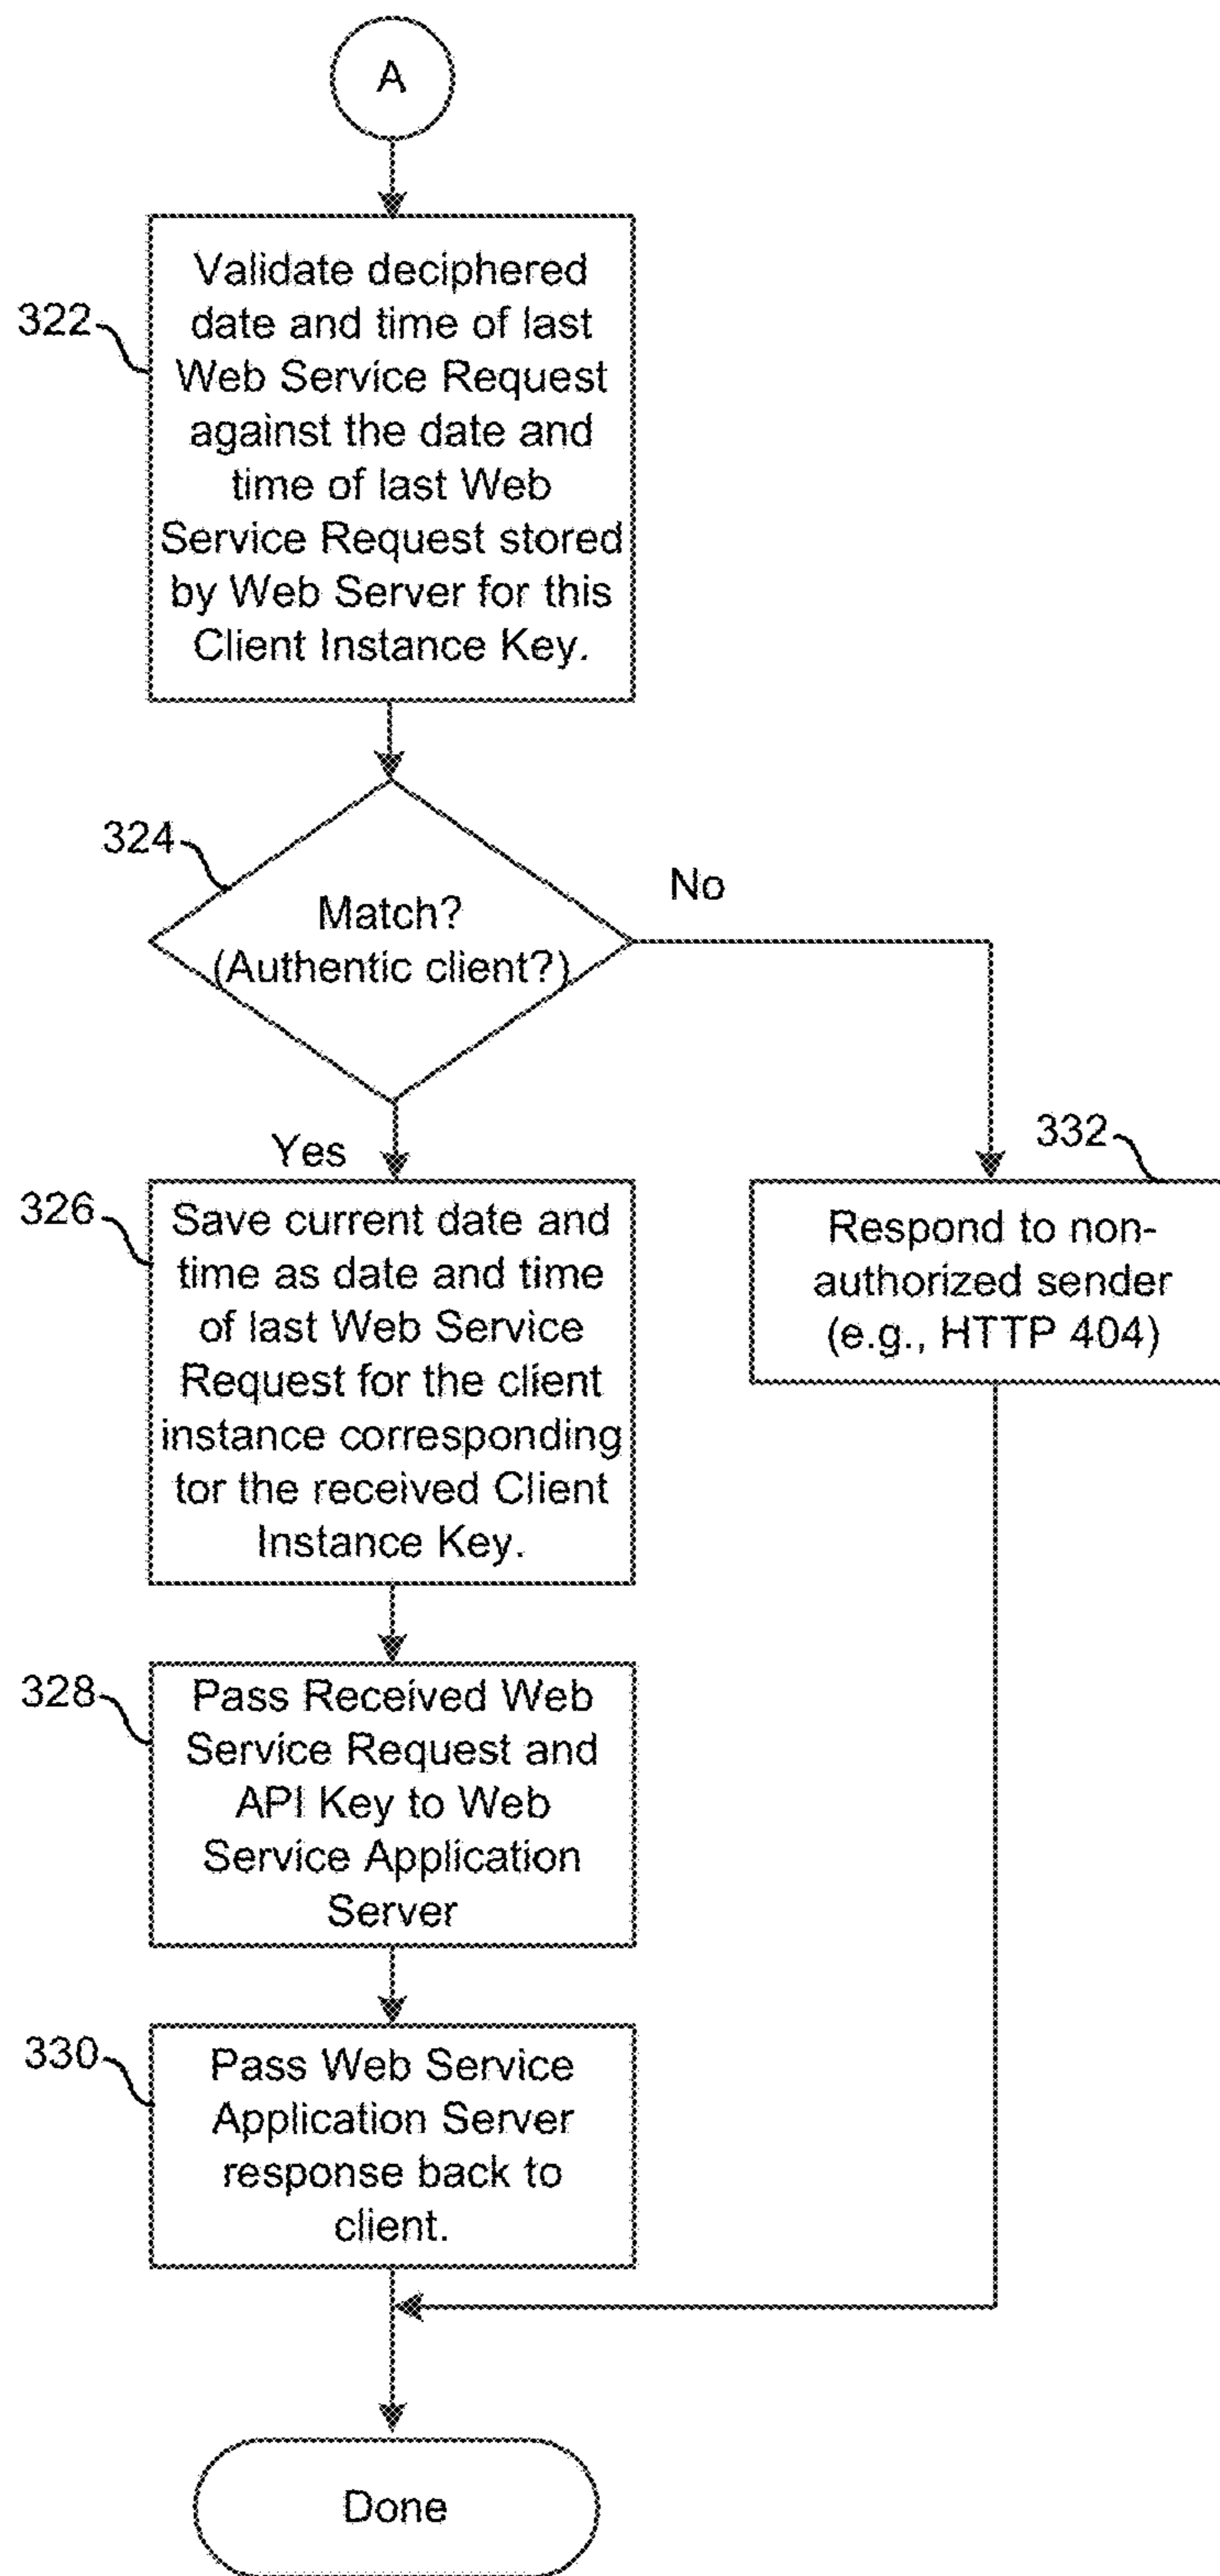 A
322
Validate deciphered
date and time of last
Web Service Request
against the date and
time of last Web
Service Request stored
by Web Server for this
Client Instance Key.
324
Match?
(Authentic client?)
No
Yes
326
Save current date and
time as date and time
of last Web Service
Request for the client
instance corresponding
tor the received Client
Instance Key.
332
Respond to non-
authorized sender
(e.g., HTTP 404)
328
Pass Received Web
Service Request and
API Key to Web
Service Application
Server
330
Pass Web Service
Application Server
response back to
client.
Done